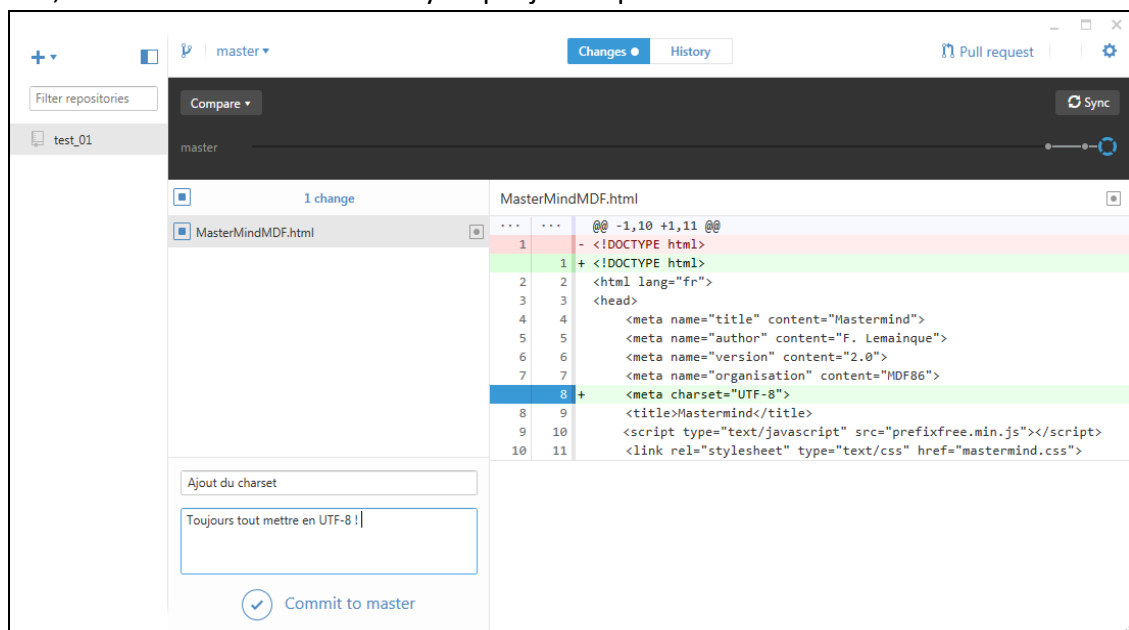 master
Changes
History
Pull request
Filter repositories
Compare
Sync
test_01
master
1 change
MasterMindMDF.html
MasterMindMDF.html
... ... @@ -1,10 +1,11 @@
1 - <!DOCTYPE html>
1 + <!DOCTYPE html>
2 2 <html lang="fr">
3 3 <head>
4 4 <meta name="title" content="Mastermind">
5 5 <meta name="author" content="F. Lemainque">
6 6 <meta name="version" content="2.0">
7 7 <meta name="organisation" content="MDF86">
8 + <meta charset="UTF-8">
8 9 <title>Mastermind</title>
9 10 <script type="text/javascript" src="prefixfree.min.js"></script>
10 11 <link rel="stylesheet" type="text/css" href="mastermind.css">
Ajout du charset
Toujours tout mettre en UTF-8 !
Commit to master